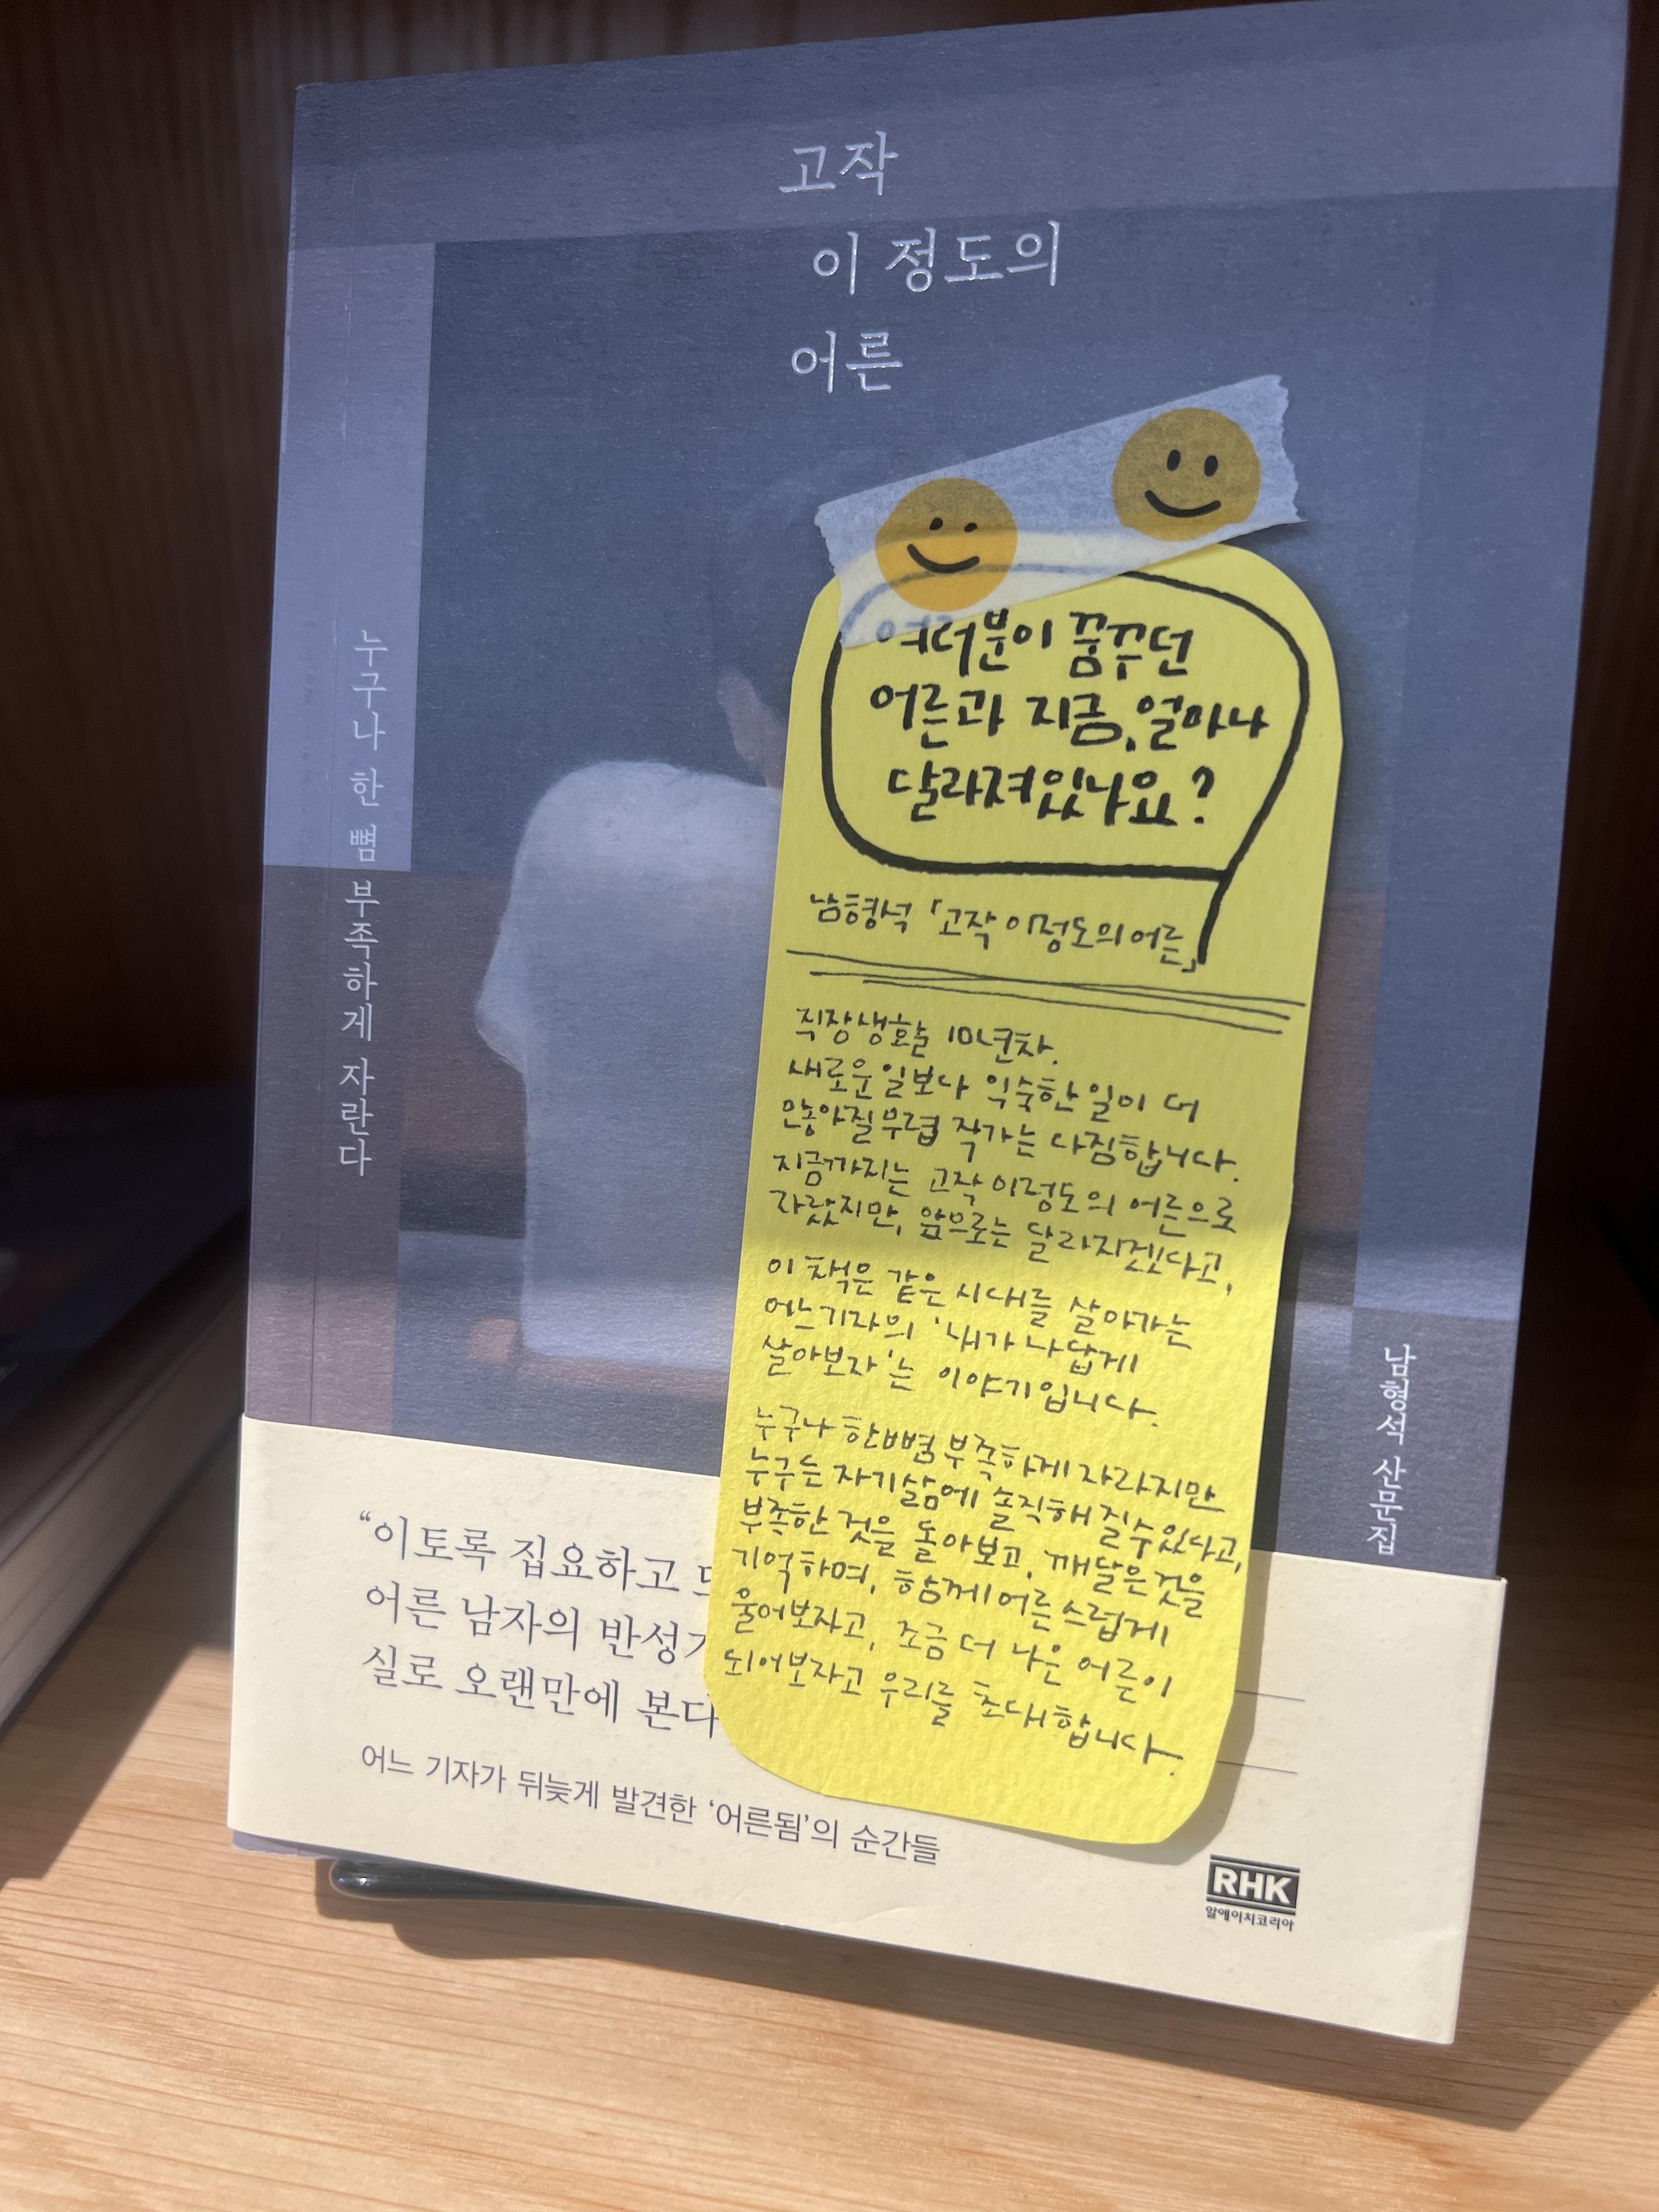 고작
이 정도의
어른
누구나 한 뼘 부족하게 자란다
여러분이 꿈꾸던
어른과 지금, 얼마나
달라져있나요?
남형석 「고작 이정도의 어른」
직장생활 10년차.
새로운 일보다 익숙한 일이 더
많아질 무렵 작가는 다짐합니다.
지금까지는 고작 이정도의 어른으로
자랐지만, 앞으로는 달라지겠다고,
이 책은 같은 시대를 살아가는
어느 기자의 '내가 나답게
살아보자'는 이야기입니다.
누구나 한뼘 부족하게 자라지만
누구든 자기삶에 솔직해질 수 있다고,
부족한 것을 돌아보고, 깨달은 것을
기억하며, 함께 어른스럽게
울어보자고, 조금 더 나은 어른이
되어보자고 우리를 초대합니다.
남형석 산문집
“이토록 집요하고
어른 남자의 반성
실로 오랜만에 본다
어느 기자가 뒤늦게 발견한 ‘어른됨’의 순간들
RHK
알에이치코리아